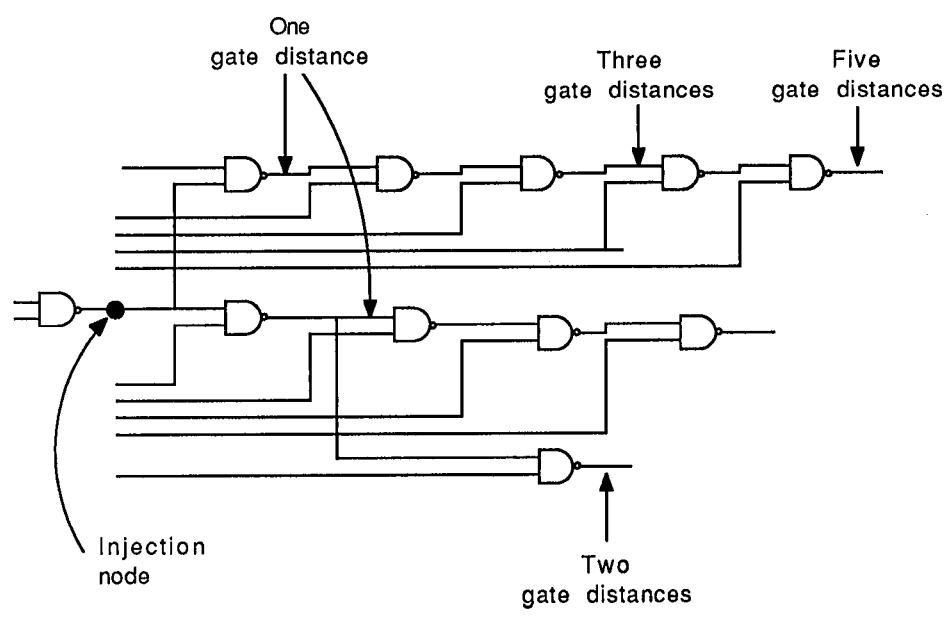 One
gate distance
Three
gate distances
Five
gate distances
Injection
node
Two
gate distances